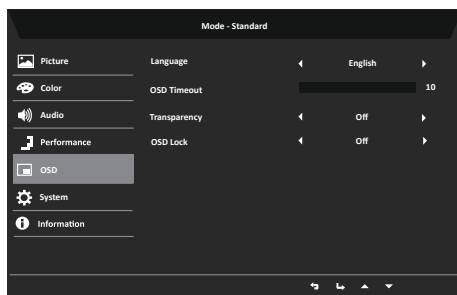 Mode - Standard
Picture
Color
Audio
Performance
OSD
System
Information
Language English
OSD Timeout 10
Transparency Off
OSD Lock Off